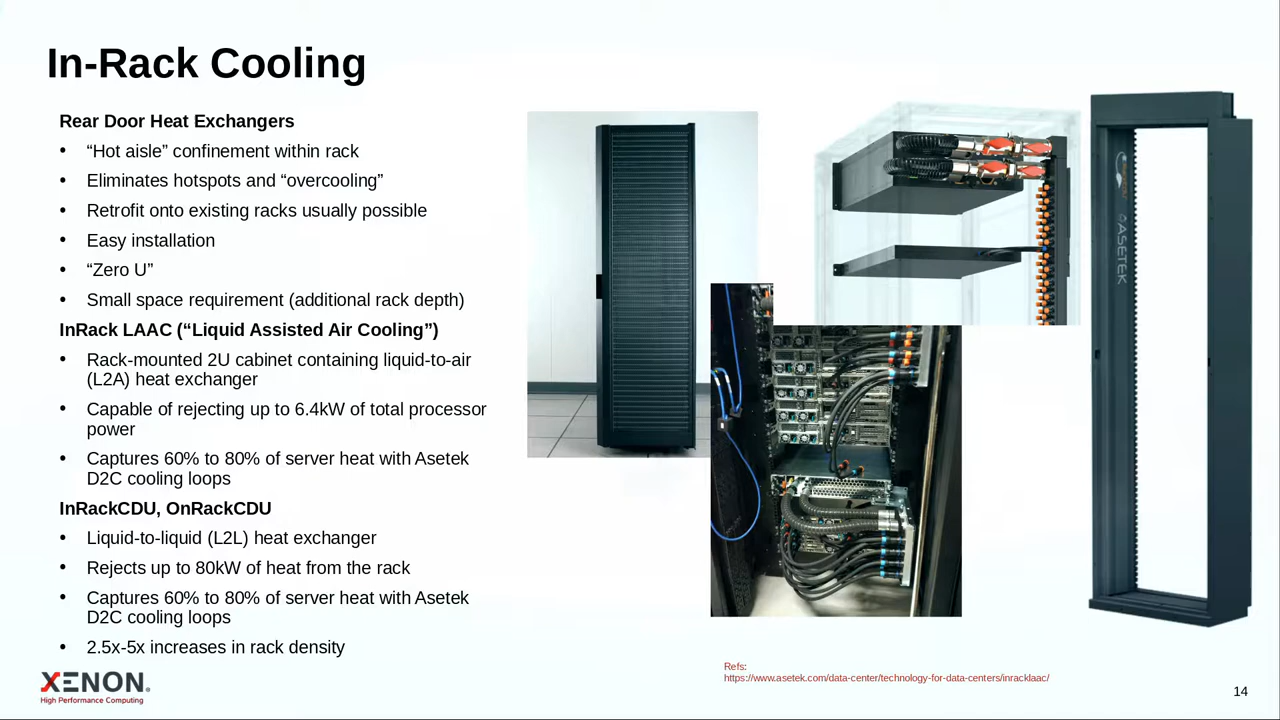 In-Rack Cooling
Rear Door Heat Exchangers
• “Hot aisle” confinement within rack
• Eliminates hotspots and “overcooling”
• Retrofit onto existing racks usually possible
• Easy installation
• “Zero U”
• Small space requirement (additional rack depth)
InRack LAAC (“Liquid Assisted Air Cooling”)
• Rack-mounted 2U cabinet containing liquid-to-air
(L2A) heat exchanger
• Capable of rejecting up to 6.4kW of total processor
power
• Captures 60% to 80% of server heat with Asetek
D2C cooling loops
InRackCDU, OnRackCDU
• Liquid-to-liquid (L2L) heat exchanger
• Rejects up to 80kW of heat from the rack
• Captures 60% to 80% of server heat with Asetek
D2C cooling loops
• 2.5x-5x increases in rack density
ASETEK
XENON®
High Performance Computing
Refs:
https://www.asetek.com/data-center/technology-for-data-centers/inracklaac/
14